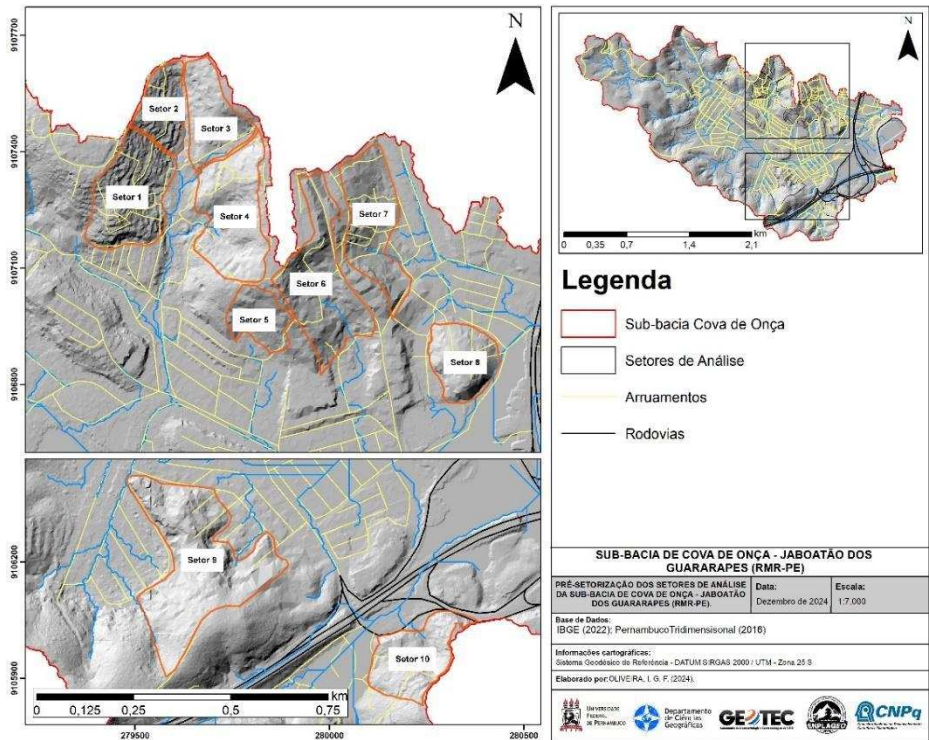 9107700
9107400
9107100
9106800
N
Setor 2
Setor 3
Setor 1
Setor 4
Setor 7
Setor 6
Setor 5
Setor 8
9106200
9105900
Setor 9
Setor 10
km
0 0,125 0,25 0,5 0,75
279500 280000 280500
N
km
0 0,35 0,7 1,4 2,1
Legenda
Sub-bacia Cova de Onça
Setores de Análise
Arruamentos
Rodovias
SUB-BACIA DE COVA DE ONÇA - JABOATÃO DOS
GUARARAPES (RMR-PE)
PRÉ-SETORIZAÇÃO DOS SETORES DE ANÁLISE
DA SUB-BACIA DE COVA DE ONÇA - JABOATÃO
DOS GUARARAPES (RMR-PE).
Data:
Dezembro de 2024
Escala:
1:7.000
Base de Dados:
IBGE (2022); PernambucoTridimensional (2016)
Informações cartográficas:
Sistema Geodésico de Referência - DATUM SIRGAS 2000 / UTM - Zona 25 S
Elaborado por: OLIVEIRA, I. G. F. (2024).
Universidade
Federal
de Pernambuco
Departamento
de Ciências
Geográficas
GEOTEC
CNPq